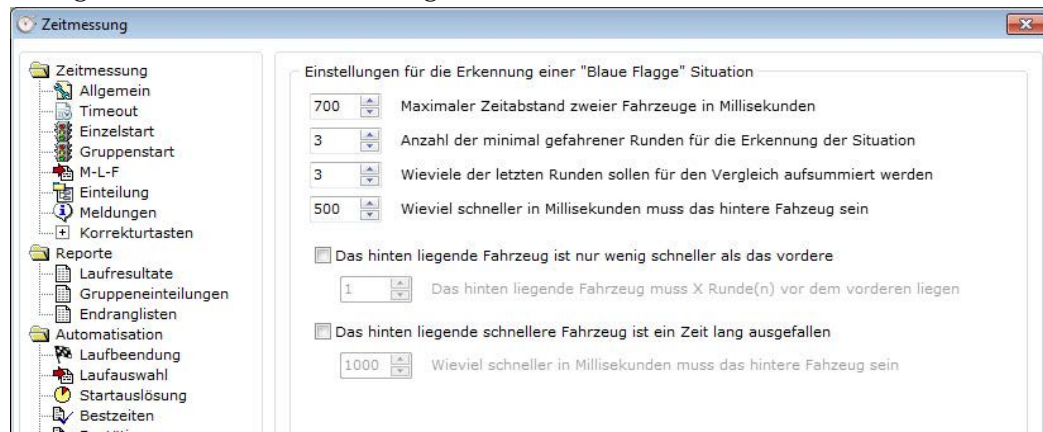 Zeitmessung
Zeitmessung
Allgemein
Timeout
Einzelstart
Gruppenstart
M-L-F
Einteilung
Meldungen
Korrekturtasten
Reporte
Laufresultate
Gruppeneinteilungen
Endranglisten
Automatisation
Laufbeendung
Laufauswahl
Startauslösung
Bestzeiten
Einstellungen für die Erkennung einer "Blaue Flagge" Situation
700 Maximaler Zeitabstand zweier Fahrzeuge in Millisekunden
3 Anzahl der minimal gefahrener Runden für die Erkennung der Situation
3 Wieviele der letzten Runden sollen für den Vergleich aufsummiert werden
500 Wieviel schneller in Millisekunden muss das hintere Fahzeug sein
Das hinten liegende Fahrzeug ist nur wenig schneller als das vordere
1 Das hinten liegende Fahrzeug muss X Runde(n) vor dem vorderen liegen
Das hinten liegende schnellere Fahrzeug ist ein Zeit lang ausgefallen
1000 Wieviel schneller in Millisekunden muss das hintere Fahzeug sein